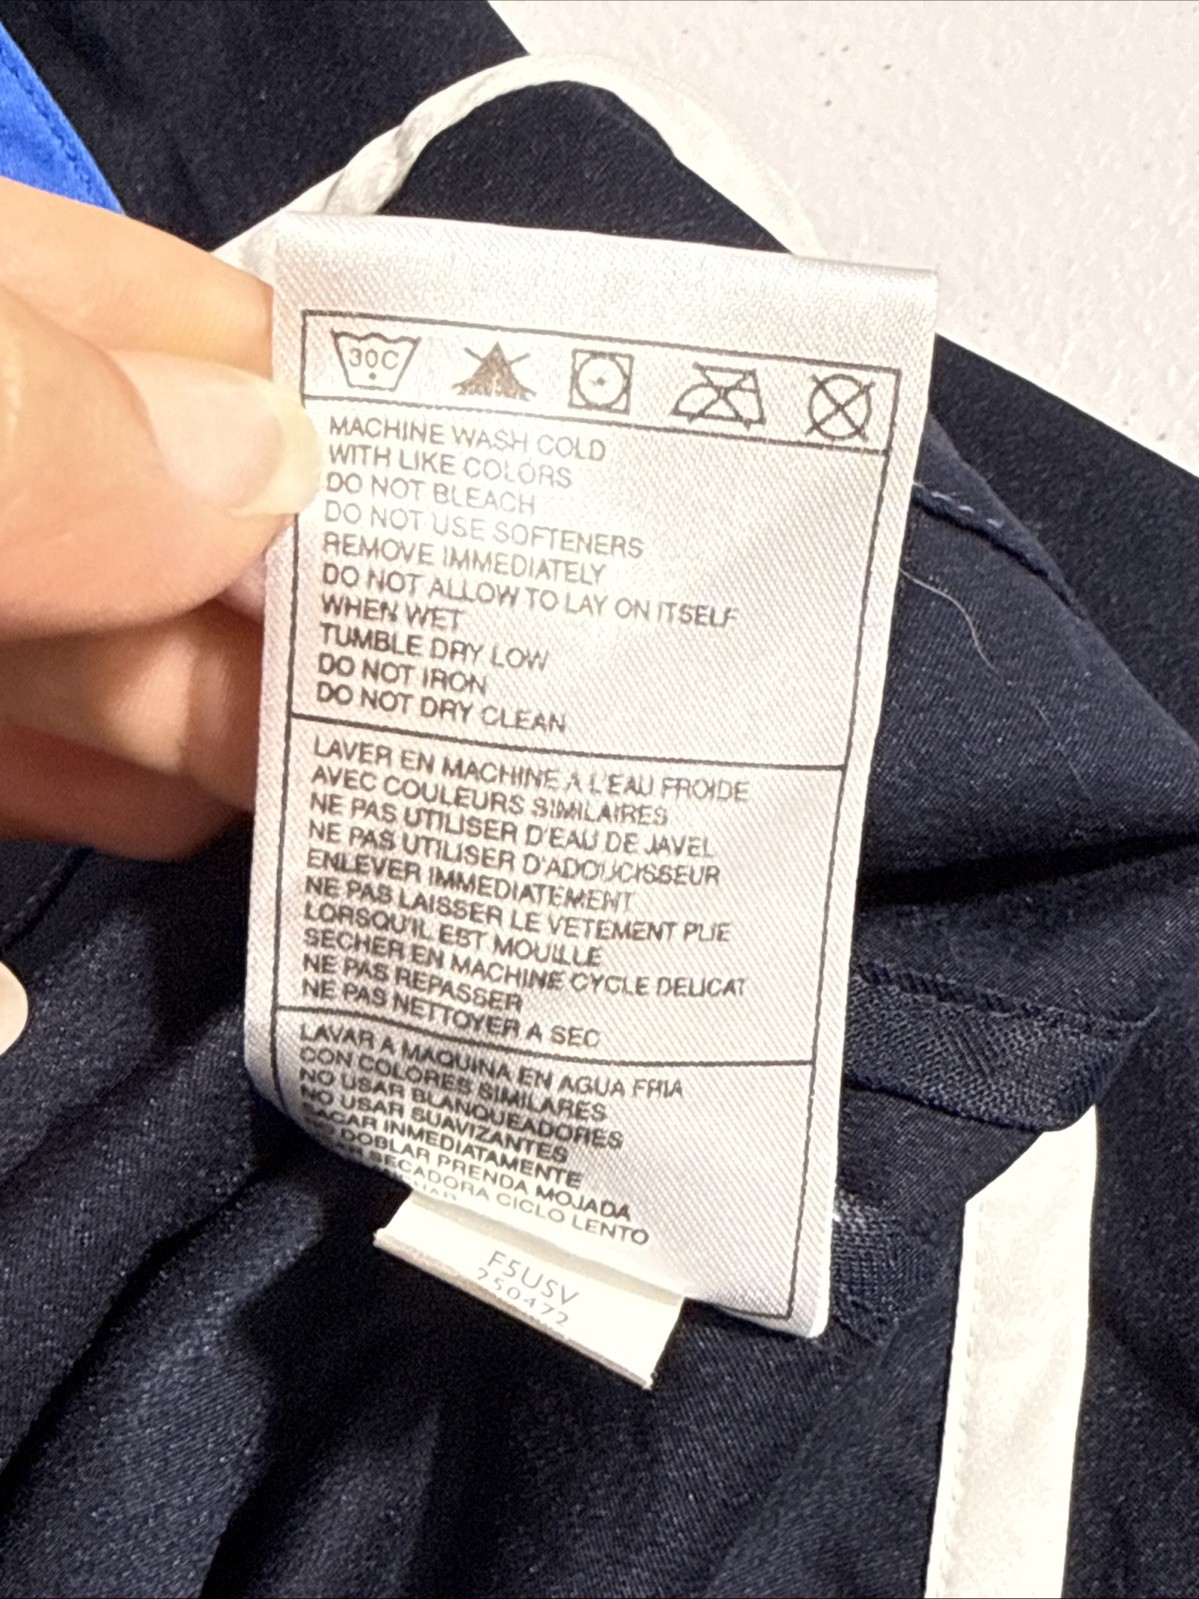 30C
MACHINE WASH COLD
WITH LIKE COLORS
DO NOT BLEACH
DO NOT USE SOFTENERS
REMOVE IMMEDIATELY
DO NOT ALLOW TO LAY ON ITSELF
WHEN WET
TUMBLE DRY LOW
DO NOT IRON
DO NOT DRY CLEAN
LAVER EN MACHINE A L'EAU FROIDE
AVEC COULEURS SIMILAIRES
NE PAS UTILISER D'EAU DE JAVEL
NE PAS UTILISER D'ADOUCISSEUR
ENLEVER IMMEDIATEMENT
NE PAS LAISSER LE VETEMENT PLIE
LORSQU'IL EST MOUILLE
SECHER EN MACHINE CYCLE DELICAT
NE PAS REPASSER
NE PAS NETTOYER A SEC
LAVAR A MAQUINA EN AGUA FRIA
CON COLORES SIMILARES
NO USAR BLANQUEADORES
NO USAR SUAVIZANTES
SACAR INMEDIATAMENTE
DOBLAR PRENDA MOJADA
SECADORA CICLO LENTO
F5USV
250472